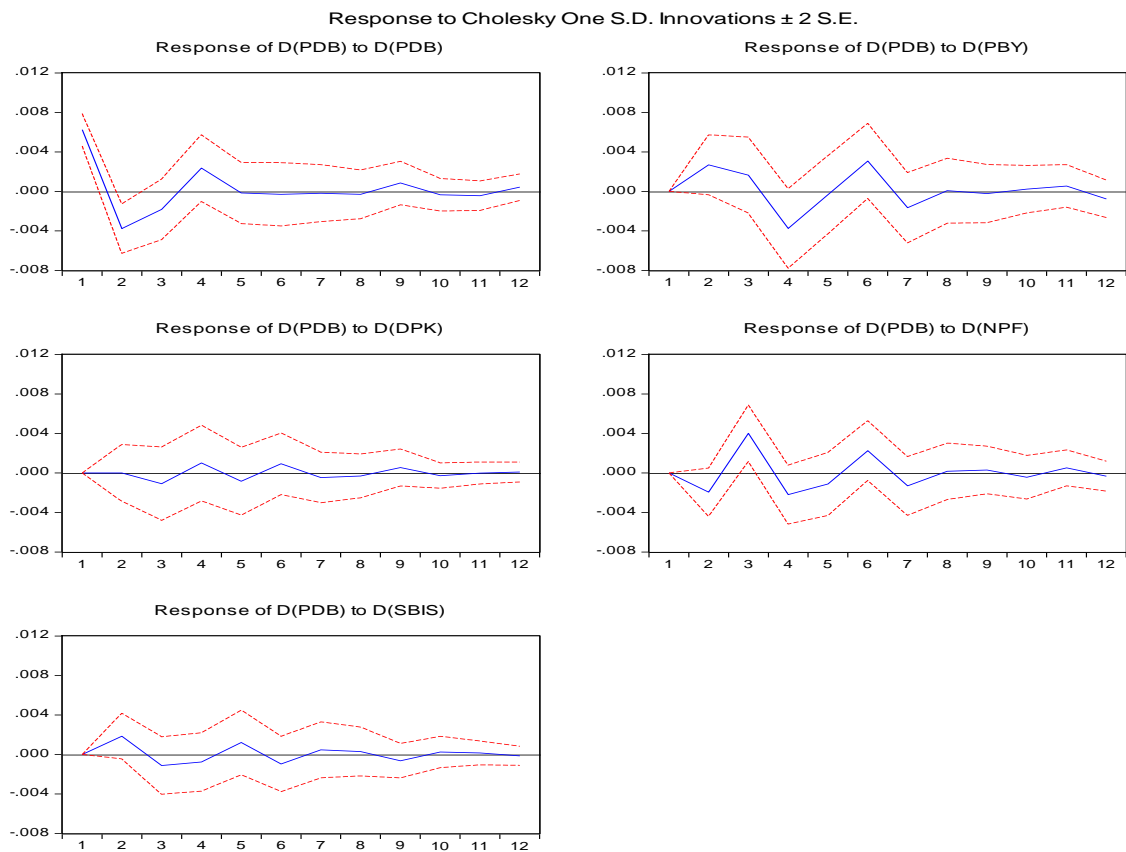 Response to Cholesky One S.D. Innovations ± 2 S.E.
Response of D(PDB) to D(PDB)
.012
.008
.004
.000
-.004
-.008
1 2 3 4 5 6 7 8 9 10 11 12
Response of D(PDB) to D(PBY)
.012
.008
.004
.000
-.004
-.008
1 2 3 4 5 6 7 8 9 10 11 12
Response of D(PDB) to D(DPK)
.012
.008
.004
.000
-.004
-.008
1 2 3 4 5 6 7 8 9 10 11 12
Response of D(PDB) to D(NPF)
.012
.008
.004
.000
-.004
-.008
1 2 3 4 5 6 7 8 9 10 11 12
Response of D(PDB) to D(SBIS)
.012
.008
.004
.000
-.004
-.008
1 2 3 4 5 6 7 8 9 10 11 12